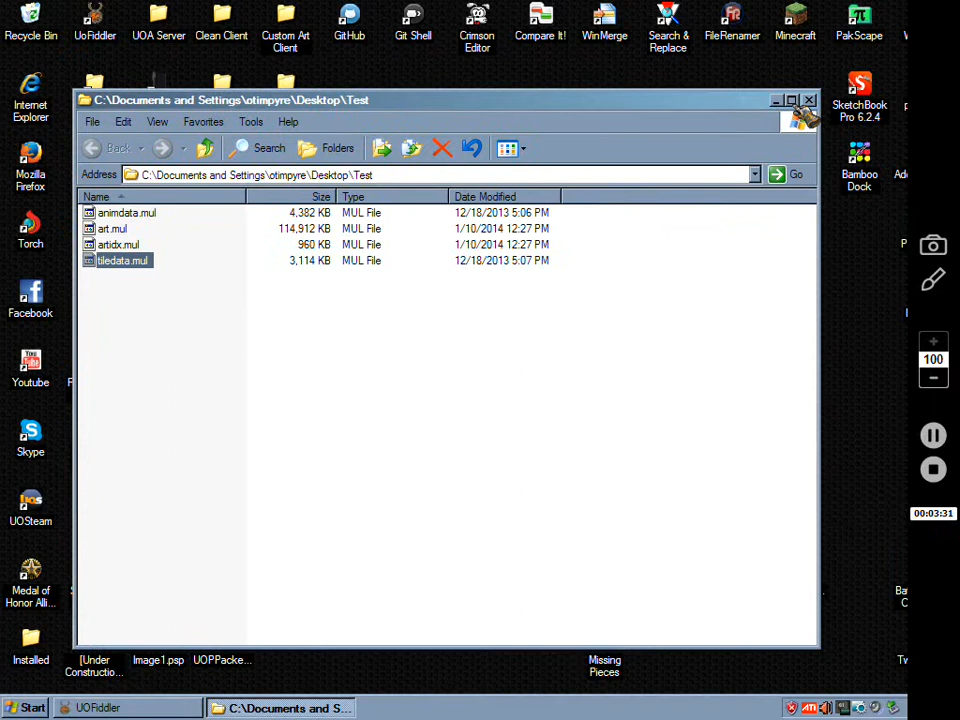 Recycle Bin
UoFiddler
UOA Server
Clean Client
Custom Art
Client
GitHub
Git Shell
Crimson
Editor
Compare It!
WinMerge
Search &
Replace
FileRenamer
Minecraft
PakScape
Internet
Explorer
Mozilla
Firefox
Torch
Facebook
You
Tube
Youtube
Skype
UOS
UOSteam
Medal of
Honor Alli...
Installed
[Under
Constructio...
Image1.psp
UOPPacke...
Missing
Pieces
SketchBook
Pro 6.2.4
Bamboo
Dock
C:\Documents and Settings\otimpyre\Desktop\Test
File Edit View Favorites Tools Help
Back Search Folders
Address C:\Documents and Settings\otimpyre\Desktop\Test Go
Name Size Type Date Modified
animdata.mul 4,382 KB MUL File 12/18/2013 5:06 PM
art.mul 114,912 KB MUL File 1/10/2014 12:27 PM
artidx.mul 960 KB MUL File 1/10/2014 12:27 PM
tiledata.mul 3,114 KB MUL File 12/18/2013 5:07 PM
+
100
−
00:03:31
Start UOFiddler C:\Documents and S... ATI